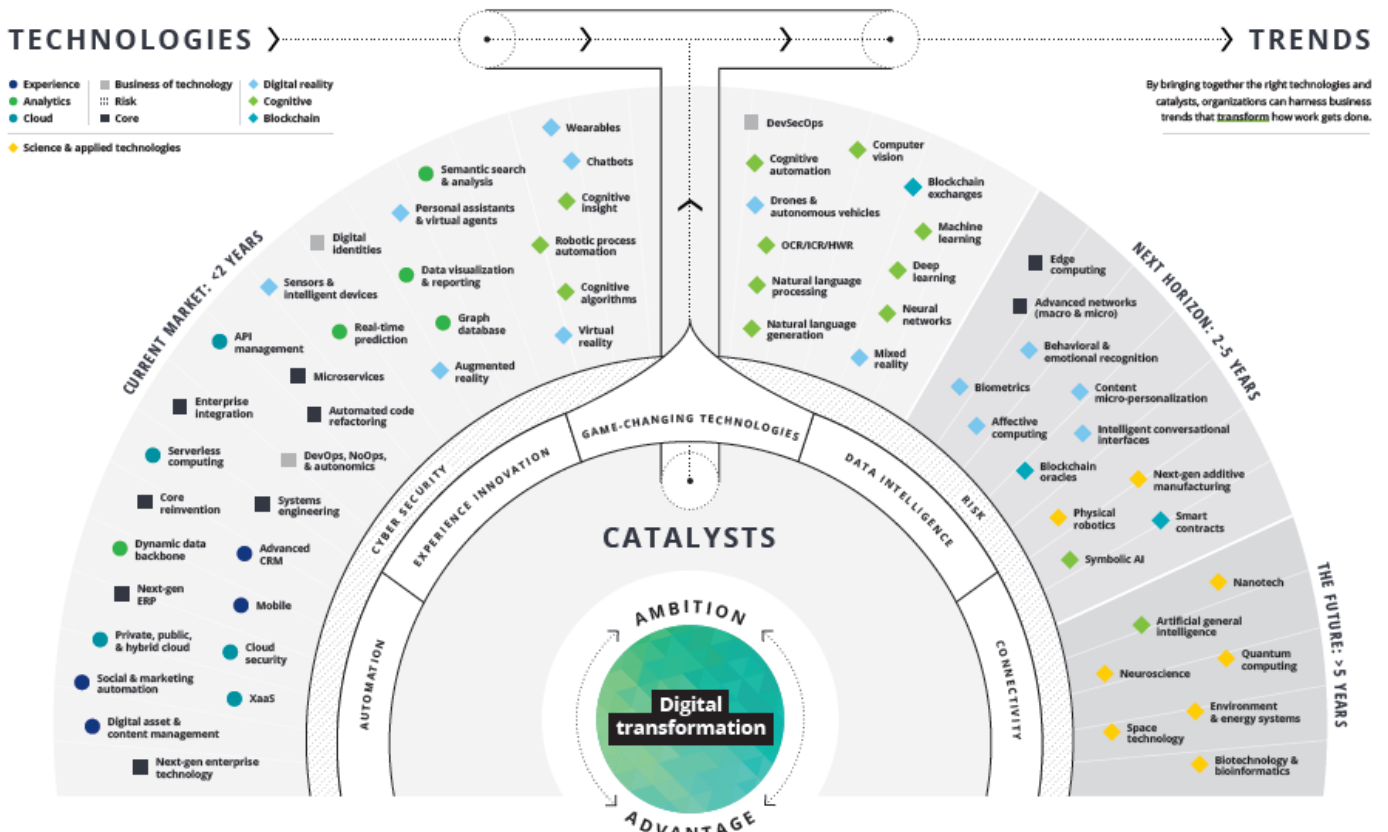 TECHNOLOGIES
TRENDS
Experience
Analytics
Cloud
Business of technology
Risk
Core
Digital reality
Cognitive
Blockchain
Science & applied technologies
By bringing together the right technologies and
catalysts, organizations can harness business
trends that transform how work gets done.
CURRENT MARKET: <2 YEARS
Wearables
Chatbots
Semantic search
& analysis
Cognitive
insight
Personal assistants
& virtual agents
Digital
identities
Robotic process
automation
Data visualization
& reporting
Sensors &
intelligent devices
Cognitive
algorithms
Graph
database
Real-time
prediction
API
management
Virtual
reality
Augmented
reality
Microservices
Enterprise
integration
Automated code
refactoring
Serverless
computing
DevOps, NoOps,
& autonomics
Core
reinvention
Systems
engineering
Dynamic data
backbone
Advanced
CRM
Next-gen
ERP
Mobile
Private, public,
& hybrid cloud
Cloud
security
Social & marketing
automation
XaaS
Digital asset &
content management
Next-gen enterprise
technology
DevSecOps
Computer
vision
Cognitive
automation
Blockchain
exchanges
Drones &
autonomous vehicles
Machine
learning
OCR/ICR/HWR
Deep
learning
Natural language
processing
Neural
networks
Natural language
generation
Mixed
reality
NEXT HORIZON: 2-5 YEARS
Edge
computing
Advanced networks
(macro & micro)
Behavioral &
emotional recognition
Biometrics
Content
micro-personalization
Affective
computing
Intelligent conversational
interfaces
Blockchain
oracles
Next-gen additive
manufacturing
Physical
robotics
Smart
contracts
Symbolic AI
THE FUTURE: >5 YEARS
Nanotech
Artificial general
intelligence
Quantum
computing
Neuroscience
Environment
& energy systems
Space
technology
Biotechnology &
bioinformatics
CYBER SECURITY
RISK
AUTOMATION
EXPERIENCE INNOVATION
GAME-CHANGING TECHNOLOGIES
DATA INTELLIGENCE
CONNECTIVITY
CATALYSTS
AMBITION
Digital
transformation
ADVANTAGE